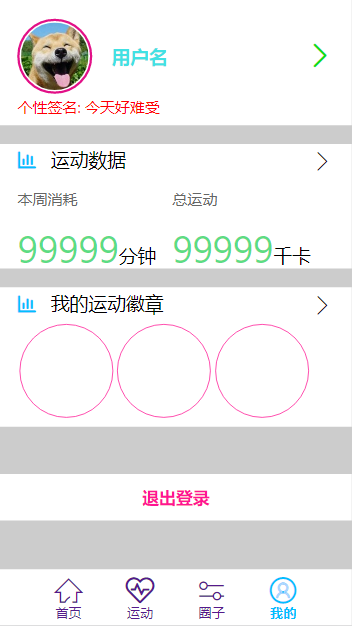 用户名
个性签名: 今天好难受
运动数据
本周消耗 总运动
99999分钟 99999千卡
我的运动徽章
退出登录
首页 运动 圈子 我的